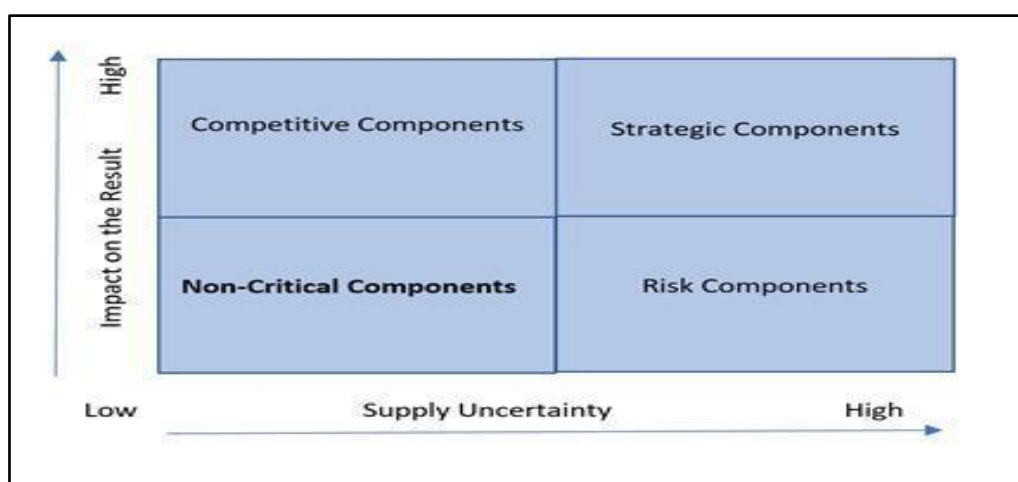 High
Impact on the Result
Competitive Components
Strategic Components
Non-Critical Components
Risk Components
Low
Supply Uncertainty
High